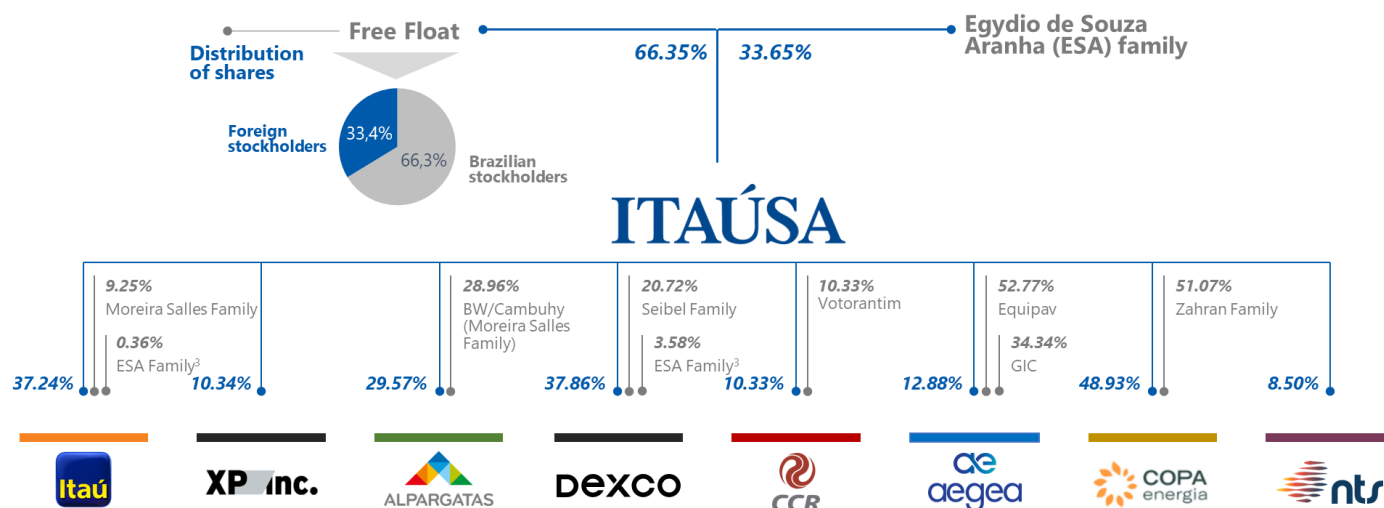 Free Float
Distribution
of shares
66.35%
33.65%
Egydio de Souza
Aranha (ESA) family
Foreign
stockholders
33,4%
66,3%
Brazilian
stockholders
ITAÚSA
9.25%
Moreira Salles Family
0.36%
ESA Family³
37.24%
10.34%
28.96%
BW/Cambuhy
(Moreira Salles
Family)
29.57%
20.72%
Seibel Family
3.58%
ESA Family³
37.86%
10.33%
Votorantim
10.33%
52.77%
Equipav
34.34%
GIC
12.88%
51.07%
Zahran Family
48.93%
8.50%
Itaú
XP inc.
ALPARGATAS
Dexco
CCR
ae
aegea
COPA
energia
nts